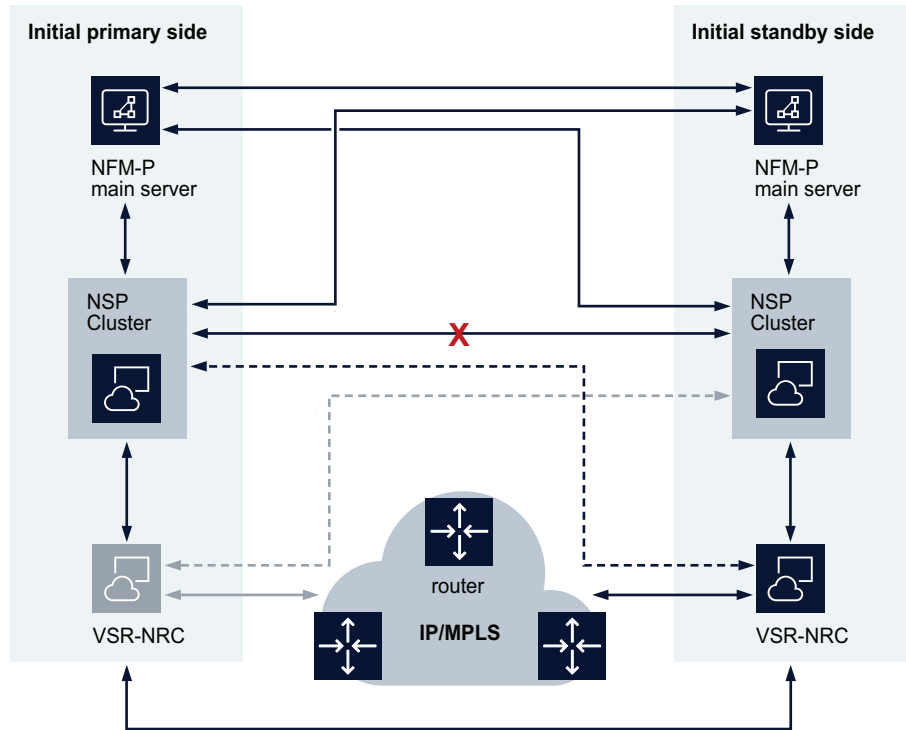 Initial primary side
Initial standby side
NFM-P
main server
NFM-P
main server
NSP
Cluster
NSP
Cluster
X
router
IP/MPLS
VSR-NRC
VSR-NRC